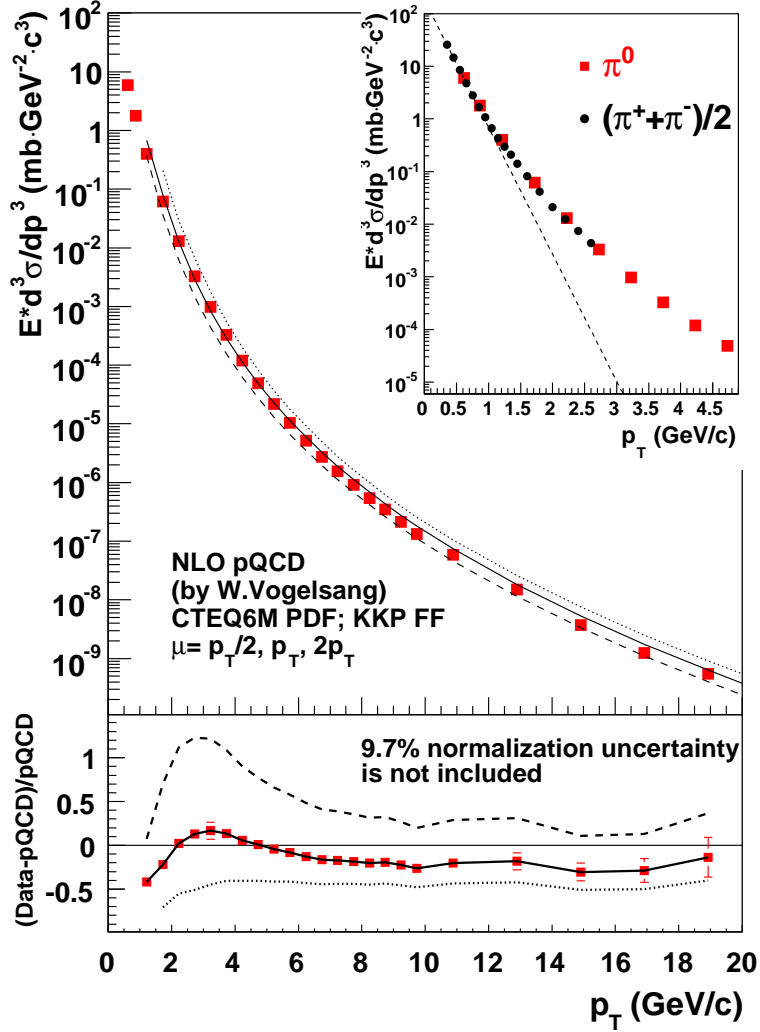 E*d³σ/dp³ (mb·GeV⁻²·c³)
10²
10
1
10⁻¹
10⁻²
10⁻³
10⁻⁴
10⁻⁵
10⁻⁶
10⁻⁷
10⁻⁸
10⁻⁹
E*d³σ/dp³ (mb·GeV⁻²·c³)
10²
10
1
10⁻¹
10⁻²
10⁻³
10⁻⁴
10⁻⁵
π⁰
(π⁺+π⁻)/2
0 0.5 1 1.5 2 2.5 3 3.5 4 4.5
p_T (GeV/c)
NLO pQCD
(by W.Vogelsang)
CTEQ6M PDF; KKP FF
μ= p_T/2, p_T, 2p_T
(Data-pQCD)/pQCD
1
0.5
0
-0.5
9.7% normalization uncertainty
is not included
0 2 4 6 8 10 12 14 16 18 20
p_T (GeV/c)